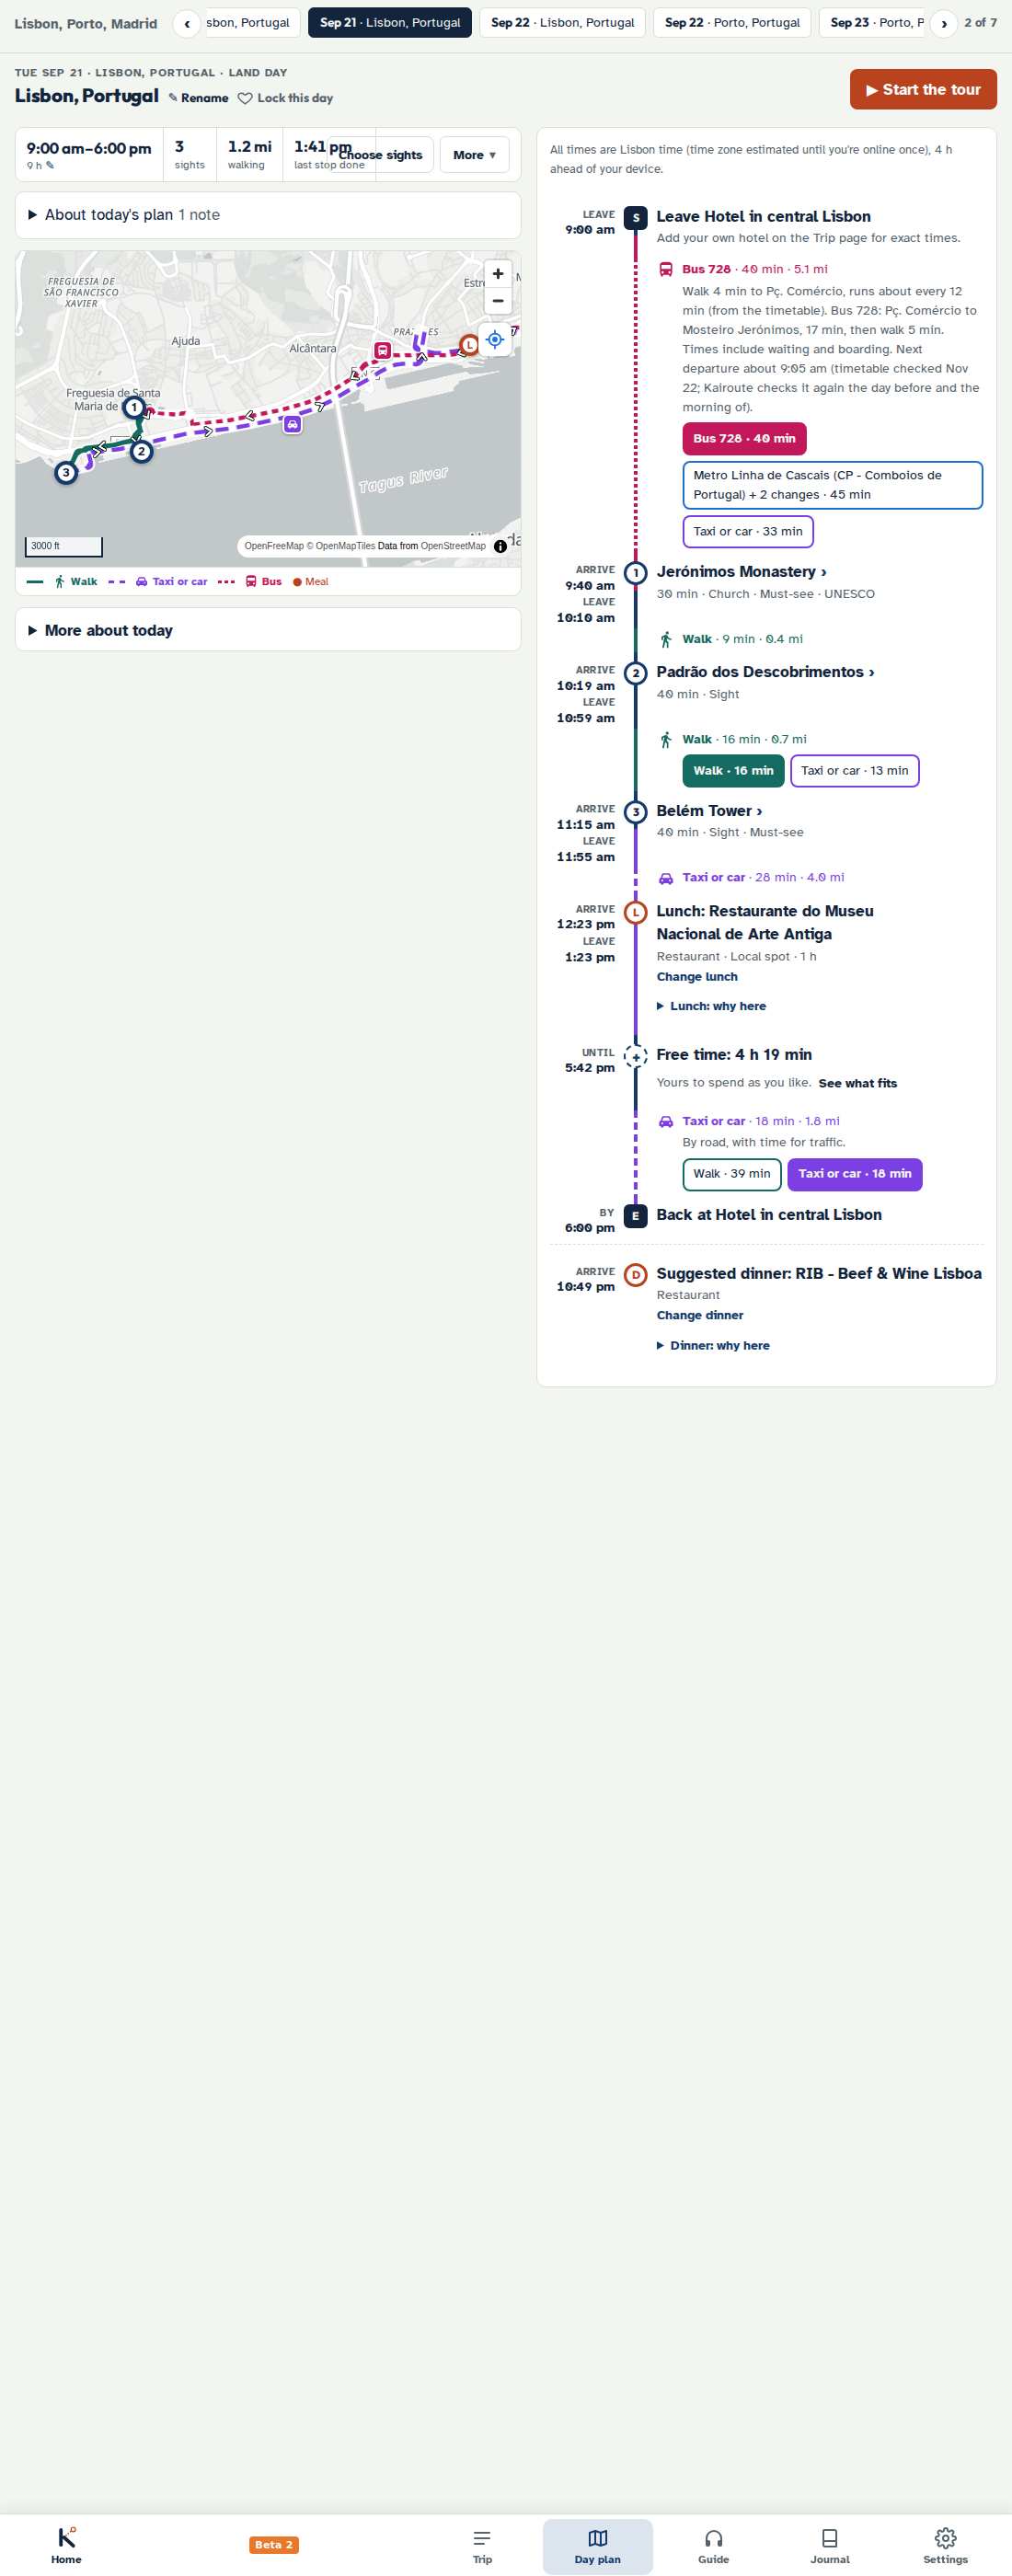 Lisbon, Porto, Madrid
‹
sbon, Portugal
Sep 21 · Lisbon, Portugal
Sep 22 · Lisbon, Portugal
Sep 22 · Porto, Portugal
Sep 23 · Porto, P
›
2 of 7
TUE SEP 21 · LISBON, PORTUGAL · LAND DAY
Lisbon, Portugal ✎ Rename Lock this day
▶ Start the tour
9:00 am–6:00 pm
9 h ✎
3
sights
1.2 mi
walking
1:41 pm
last stop done
Choose sights
More ▾
▶ About today's plan 1 note
FREGUESIA DE
SÃO FRANCISCO
XAVIER
Ajuda
Alcântara
Estre
Freguesia de Santa
Maria de
Tagus River
L
1
2
3
+
−
3000 ft
OpenFreeMap © OpenMapTiles Data from OpenStreetMap
Walk
Taxi or car
Bus
Meal
▶ More about today
All times are Lisbon time (time zone estimated until you're online once), 4 h
ahead of your device.
LEAVE
9:00 am
S
Leave Hotel in central Lisbon
Add your own hotel on the Trip page for exact times.
Bus 728 · 40 min · 5.1 mi
Walk 4 min to Pç. Comércio, runs about every 12
min (from the timetable). Bus 728: Pç. Comércio to
Mosteiro Jerónimos, 17 min, then walk 5 min.
Times include waiting and boarding. Next
departure about 9:05 am (timetable checked Nov
22; Kairoute checks it again the day before and the
morning of).
Bus 728 · 40 min
Metro Linha de Cascais (CP - Comboios de
Portugal) + 2 changes · 45 min
Taxi or car · 33 min
ARRIVE
9:40 am
LEAVE
10:10 am
1
Jerónimos Monastery ›
30 min · Church · Must-see · UNESCO
Walk · 9 min · 0.4 mi
ARRIVE
10:19 am
LEAVE
10:59 am
2
Padrão dos Descobrimentos ›
40 min · Sight
Walk · 16 min · 0.7 mi
Walk · 16 min
Taxi or car · 13 min
ARRIVE
11:15 am
LEAVE
11:55 am
3
Belém Tower ›
40 min · Sight · Must-see
Taxi or car · 28 min · 4.0 mi
ARRIVE
12:23 pm
LEAVE
1:23 pm
L
Lunch: Restaurante do Museu
Nacional de Arte Antiga
Restaurant · Local spot · 1 h
Change lunch
▶ Lunch: why here
UNTIL
5:42 pm
+
Free time: 4 h 19 min
Yours to spend as you like. See what fits
Taxi or car · 18 min · 1.8 mi
By road, with time for traffic.
Walk · 39 min
Taxi or car · 18 min
BY
6:00 pm
E
Back at Hotel in central Lisbon
ARRIVE
10:49 pm
D
Suggested dinner: RIB - Beef & Wine Lisboa
Restaurant
Change dinner
▶ Dinner: why here
Home
Beta 2
Trip
Day plan
Guide
Journal
Settings